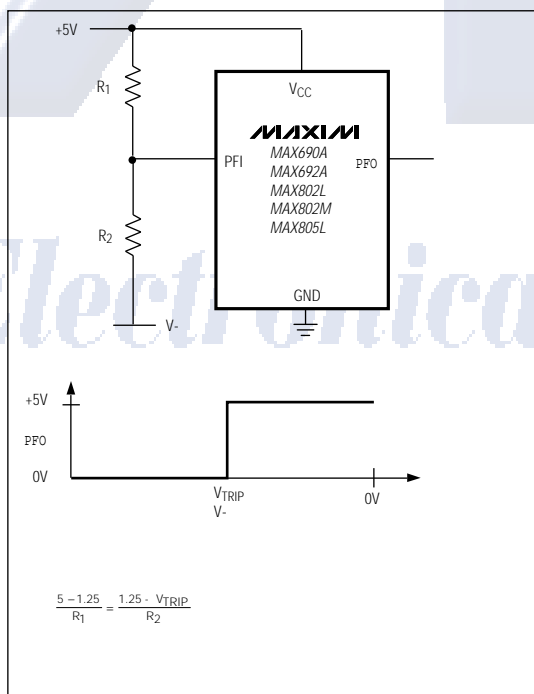 +5V
R1
VCC
MAXIM
MAX690A
MAX692A
MAX802L
MAX802M
MAX805L
PFI
PFO
R2
GND
V-
Electronica
+5V
PFO
0V
VTRIP
V-
0V
5 – 1.25 / R1 = 1.25 - VTRIP / R2